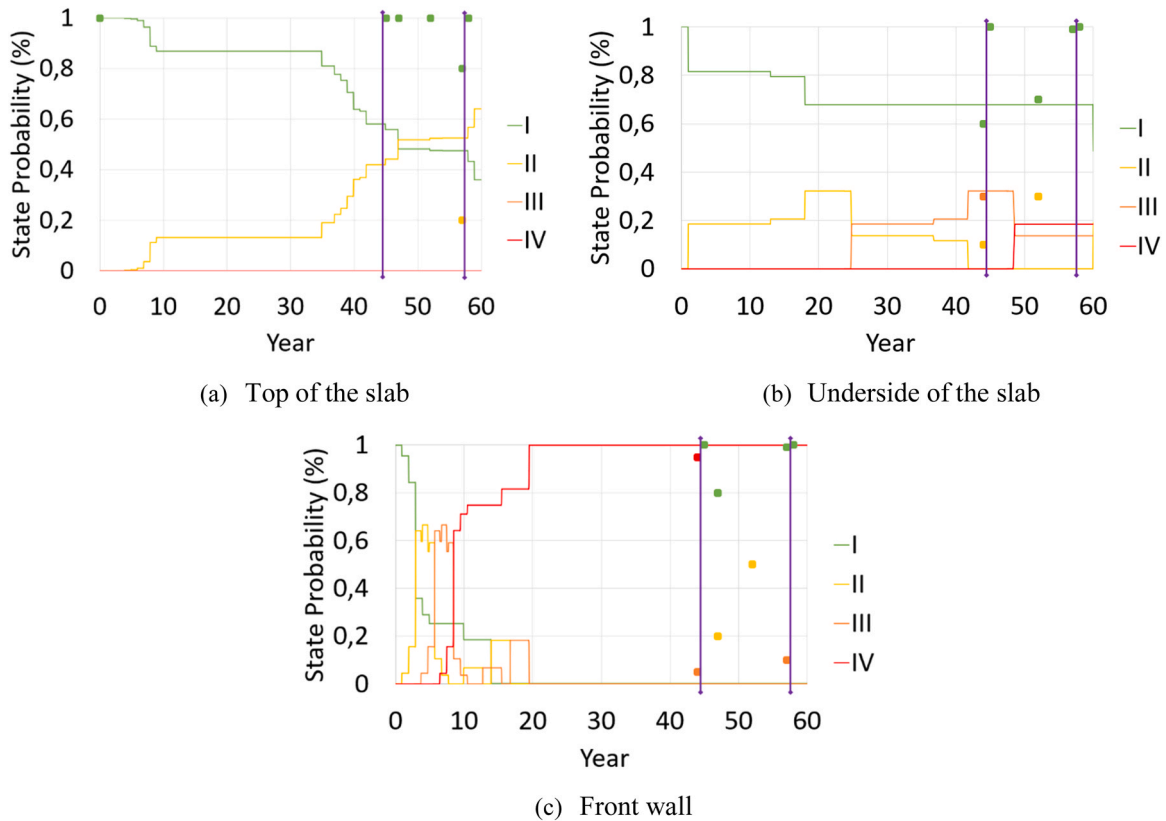 State Probability (%)
1
0,8
0,6
0,4
0,2
0
0 10 20 30 40 50 60
Year
I
II
III
IV
(a) Top of the slab
State Probability (%)
1
0,8
0,6
0,4
0,2
0
0 10 20 30 40 50 60
Year
I
II
III
IV
(b) Underside of the slab
State Probability (%)
1
0,8
0,6
0,4
0,2
0
0 10 20 30 40 50 60
Year
I
II
III
IV
(c) Front wall